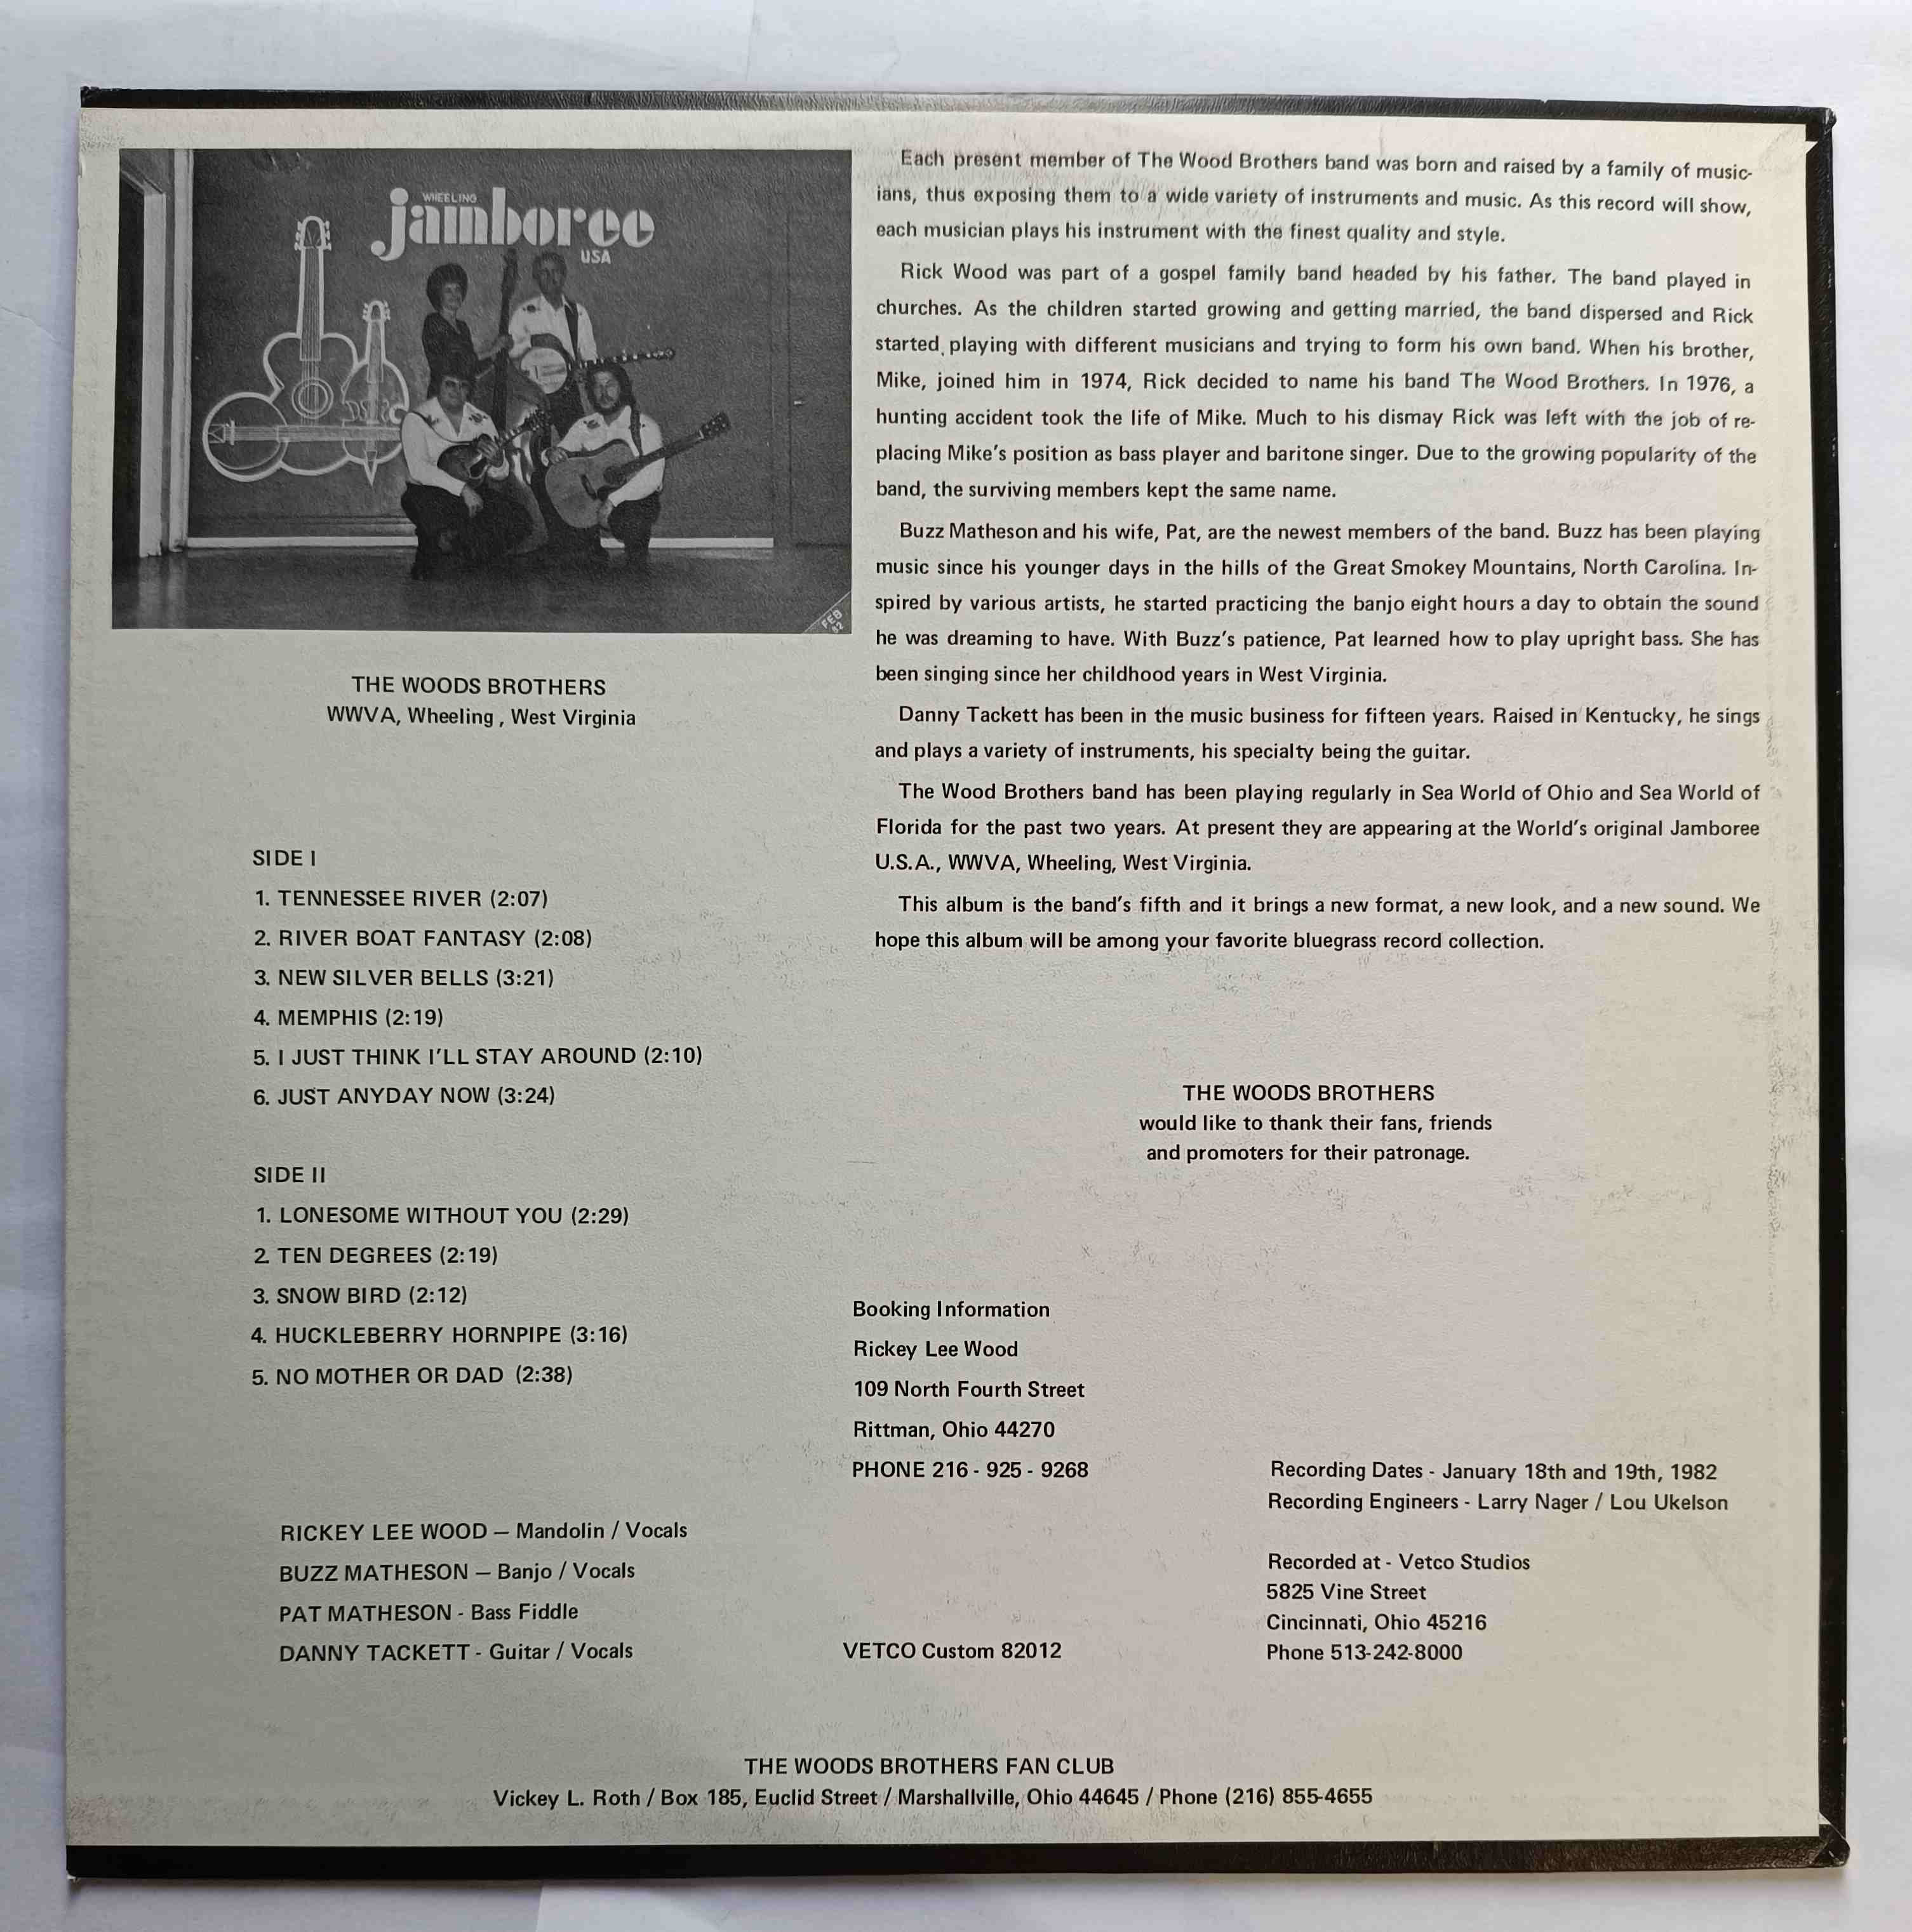 WHEELING
jamboree
USA
FEB
82
THE WOODS BROTHERS
WWVA, Wheeling , West Virginia
SIDE I
1. TENNESSEE RIVER (2:07)
2. RIVER BOAT FANTASY (2:08)
3. NEW SILVER BELLS (3:21)
4. MEMPHIS (2:19)
5. I JUST THINK I'LL STAY AROUND (2:10)
6. JUST ANYDAY NOW (3:24)
SIDE II
1. LONESOME WITHOUT YOU (2:29)
2. TEN DEGREES (2:19)
3. SNOW BIRD (2:12)
4. HUCKLEBERRY HORNPIPE (3:16)
5. NO MOTHER OR DAD (2:38)
RICKEY LEE WOOD — Mandolin / Vocals
BUZZ MATHESON — Banjo / Vocals
PAT MATHESON - Bass Fiddle
DANNY TACKETT - Guitar / Vocals
Each present member of The Wood Brothers band was born and raised by a family of music-
ians, thus exposing them to a wide variety of instruments and music. As this record will show,
each musician plays his instrument with the finest quality and style.
Rick Wood was part of a gospel family band headed by his father. The band played in
churches. As the children started growing and getting married, the band dispersed and Rick
started playing with different musicians and trying to form his own band. When his brother,
Mike, joined him in 1974, Rick decided to name his band The Wood Brothers. In 1976, a
hunting accident took the life of Mike. Much to his dismay Rick was left with the job of re-
placing Mike's position as bass player and baritone singer. Due to the growing popularity of the
band, the surviving members kept the same name.
Buzz Matheson and his wife, Pat, are the newest members of the band. Buzz has been playing
music since his younger days in the hills of the Great Smokey Mountains, North Carolina. In-
spired by various artists, he started practicing the banjo eight hours a day to obtain the sound
he was dreaming to have. With Buzz's patience, Pat learned how to play upright bass. She has
been singing since her childhood years in West Virginia.
Danny Tackett has been in the music business for fifteen years. Raised in Kentucky, he sings
and plays a variety of instruments, his specialty being the guitar.
The Wood Brothers band has been playing regularly in Sea World of Ohio and Sea World of
Florida for the past two years. At present they are appearing at the World's original Jamboree
U.S.A., WWVA, Wheeling, West Virginia.
This album is the band's fifth and it brings a new format, a new look, and a new sound. We
hope this album will be among your favorite bluegrass record collection.
THE WOODS BROTHERS
would like to thank their fans, friends
and promoters for their patronage.
Booking Information
Rickey Lee Wood
109 North Fourth Street
Rittman, Ohio 44270
PHONE 216 - 925 - 9268
VETCO Custom 82012
Recording Dates - January 18th and 19th, 1982
Recording Engineers - Larry Nager / Lou Ukelson
Recorded at - Vetco Studios
5825 Vine Street
Cincinnati, Ohio 45216
Phone 513-242-8000
THE WOODS BROTHERS FAN CLUB
Vickey L. Roth / Box 185, Euclid Street / Marshallville, Ohio 44645 / Phone (216) 855-4655